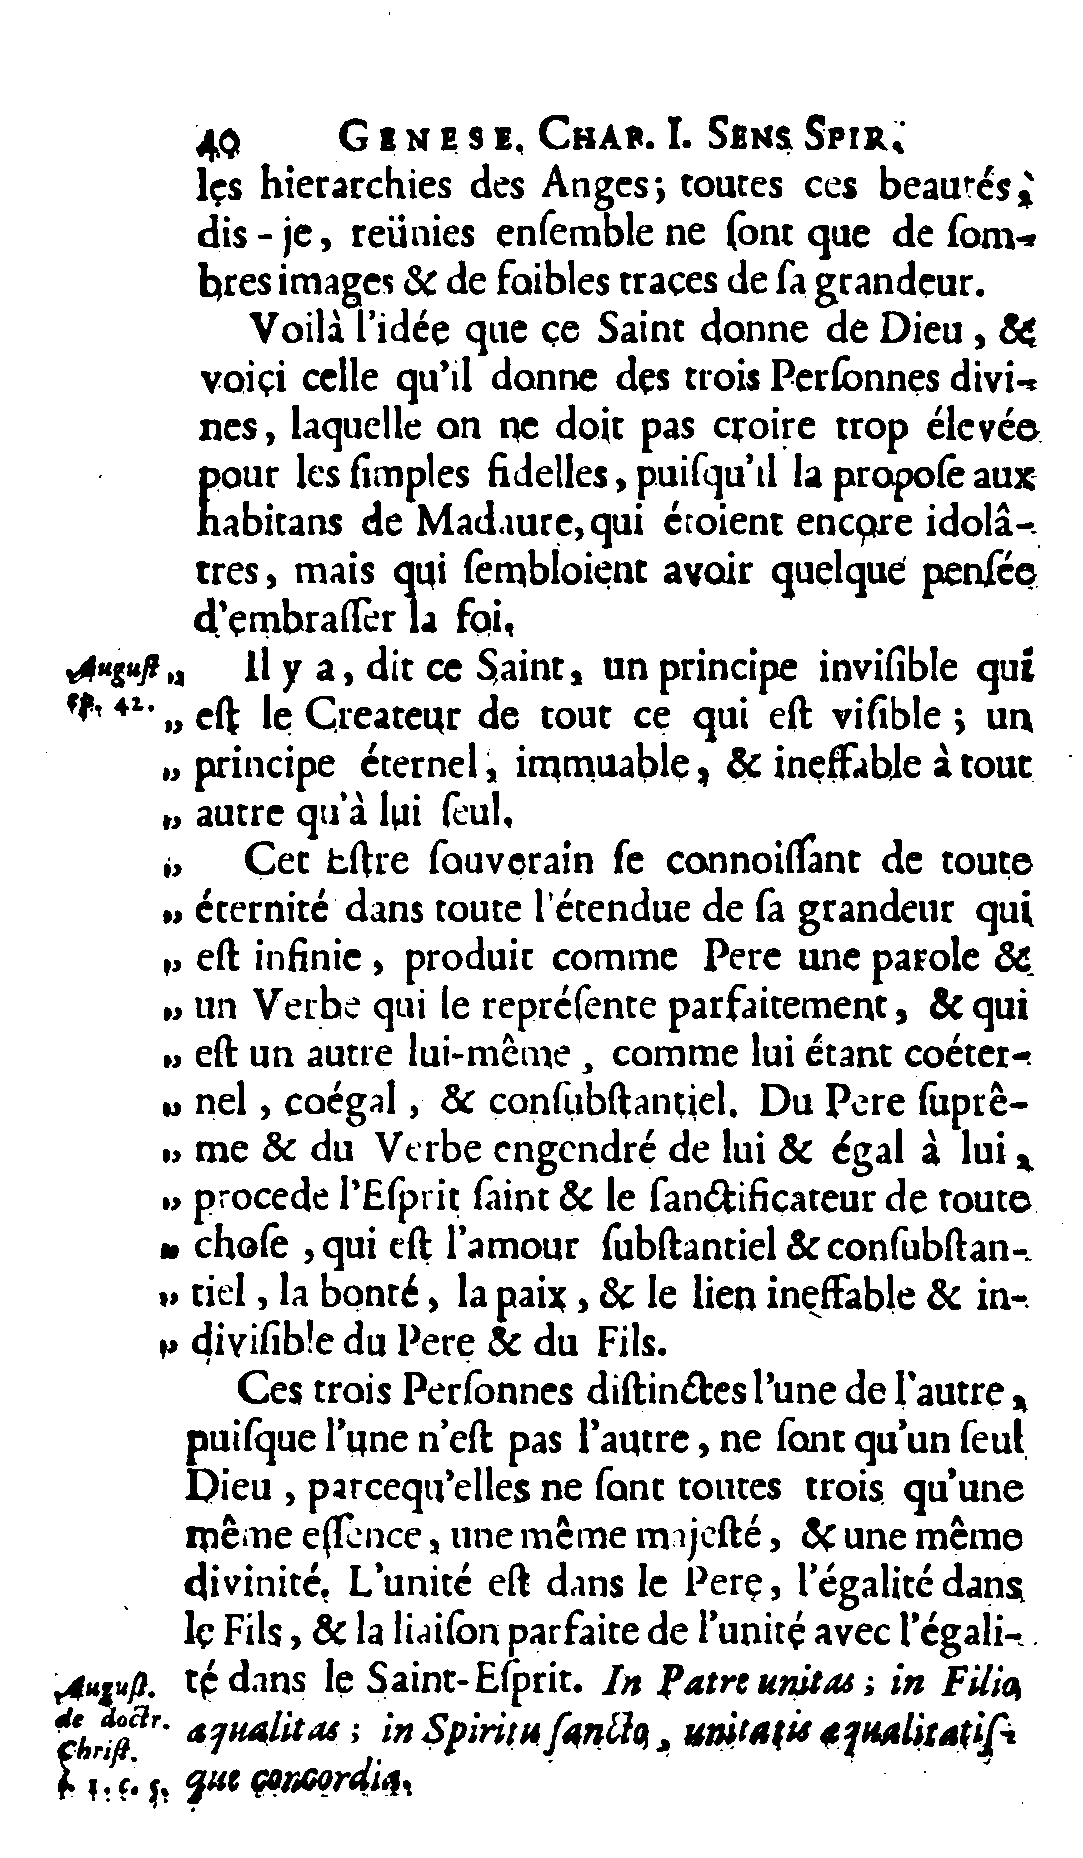 40 GENESE, CHAP. I. SENS SPIR.
les hierarchies des Anges; toutes ces beautés,
dis-je, reünies enſemble ne ſont que de ſom-
bres images & de foibles traces de ſa grandeur.
Voilà l'idée que ce Saint donne de Dieu, &
voici celle qu'il donne des trois Perſonnes divi-
nes, laquelle on ne doit pas croire trop élevée
pour les ſimples fidelles, puiſqu'il la propoſe aux
habitans de Madaure, qui étoient encore idolâ-
tres, mais qui ſembloient avoir quelque penſée
d'embraſſer la foi.
Auguſt. ep. 42.
„ Il y a, dit ce Saint, un principe inviſible qui
„ eſt le Createur de tout ce qui eſt viſible; un
„ principe éternel, immuable, & ineffable à tout
„ autre qu'à lui ſeul.
„ Cet Eſtre ſouverain ſe connoiſſant de toute
„ éternité dans toute l'étendue de ſa grandeur qui
„ eſt infinie, produit comme Pere une parole &
„ un Verbe qui le repréſente parfaitement, & qui
„ eſt un autre lui-même, comme lui étant coéter-
„ nel, coégal, & conſubſtantiel. Du Pere ſuprê-
„ me & du Verbe engendré de lui & égal à lui,
„ procede l'Eſprit ſaint & le ſanctificateur de toute
„ choſe, qui eſt l'amour ſubſtantiel & conſubſtan-
„ tiel, la bonté, la paix, & le lien ineffable & in-
„ diviſible du Pere & du Fils.
Ces trois Perſonnes diſtinctes l'une de l'autre,
puiſque l'une n'eſt pas l'autre, ne ſont qu'un ſeul
Dieu, parcequ'elles ne ſont toutes trois qu'une
même eſſence, une même majeſté, & une même
divinité. L'unité eſt dans le Pere, l'égalité dans
le Fils, & la liaiſon parfaite de l'unité avec l'égali-
té dans le Saint-Eſprit. In Patre unitas; in Filio
æqualitas; in Spiritu ſancto, unitatis æqualitatiſ-
que concordia.
Auguſt.
de doctr.
Chriſt.
l. 1. c. 5.